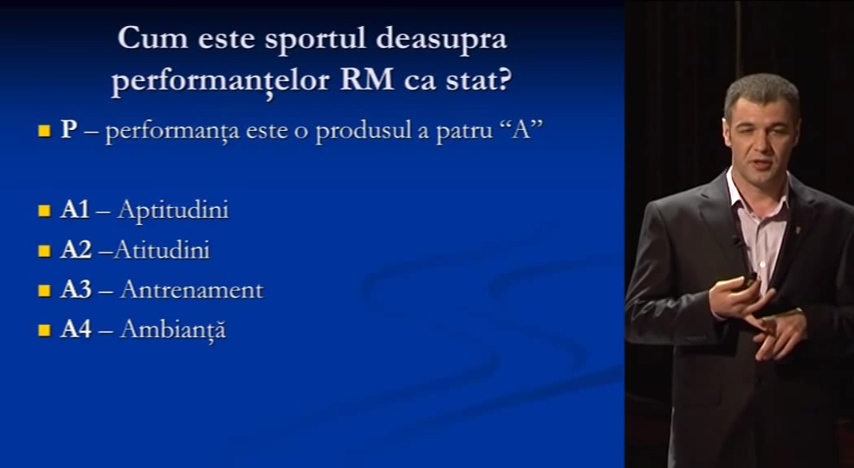 Cum este sportul deasupra
performanțelor RM ca stat?
P – performanța este o produsul a patru “A”
A1 – Aptitudini
A2 –Atitudini
A3 – Antrenament
A4 – Ambianță